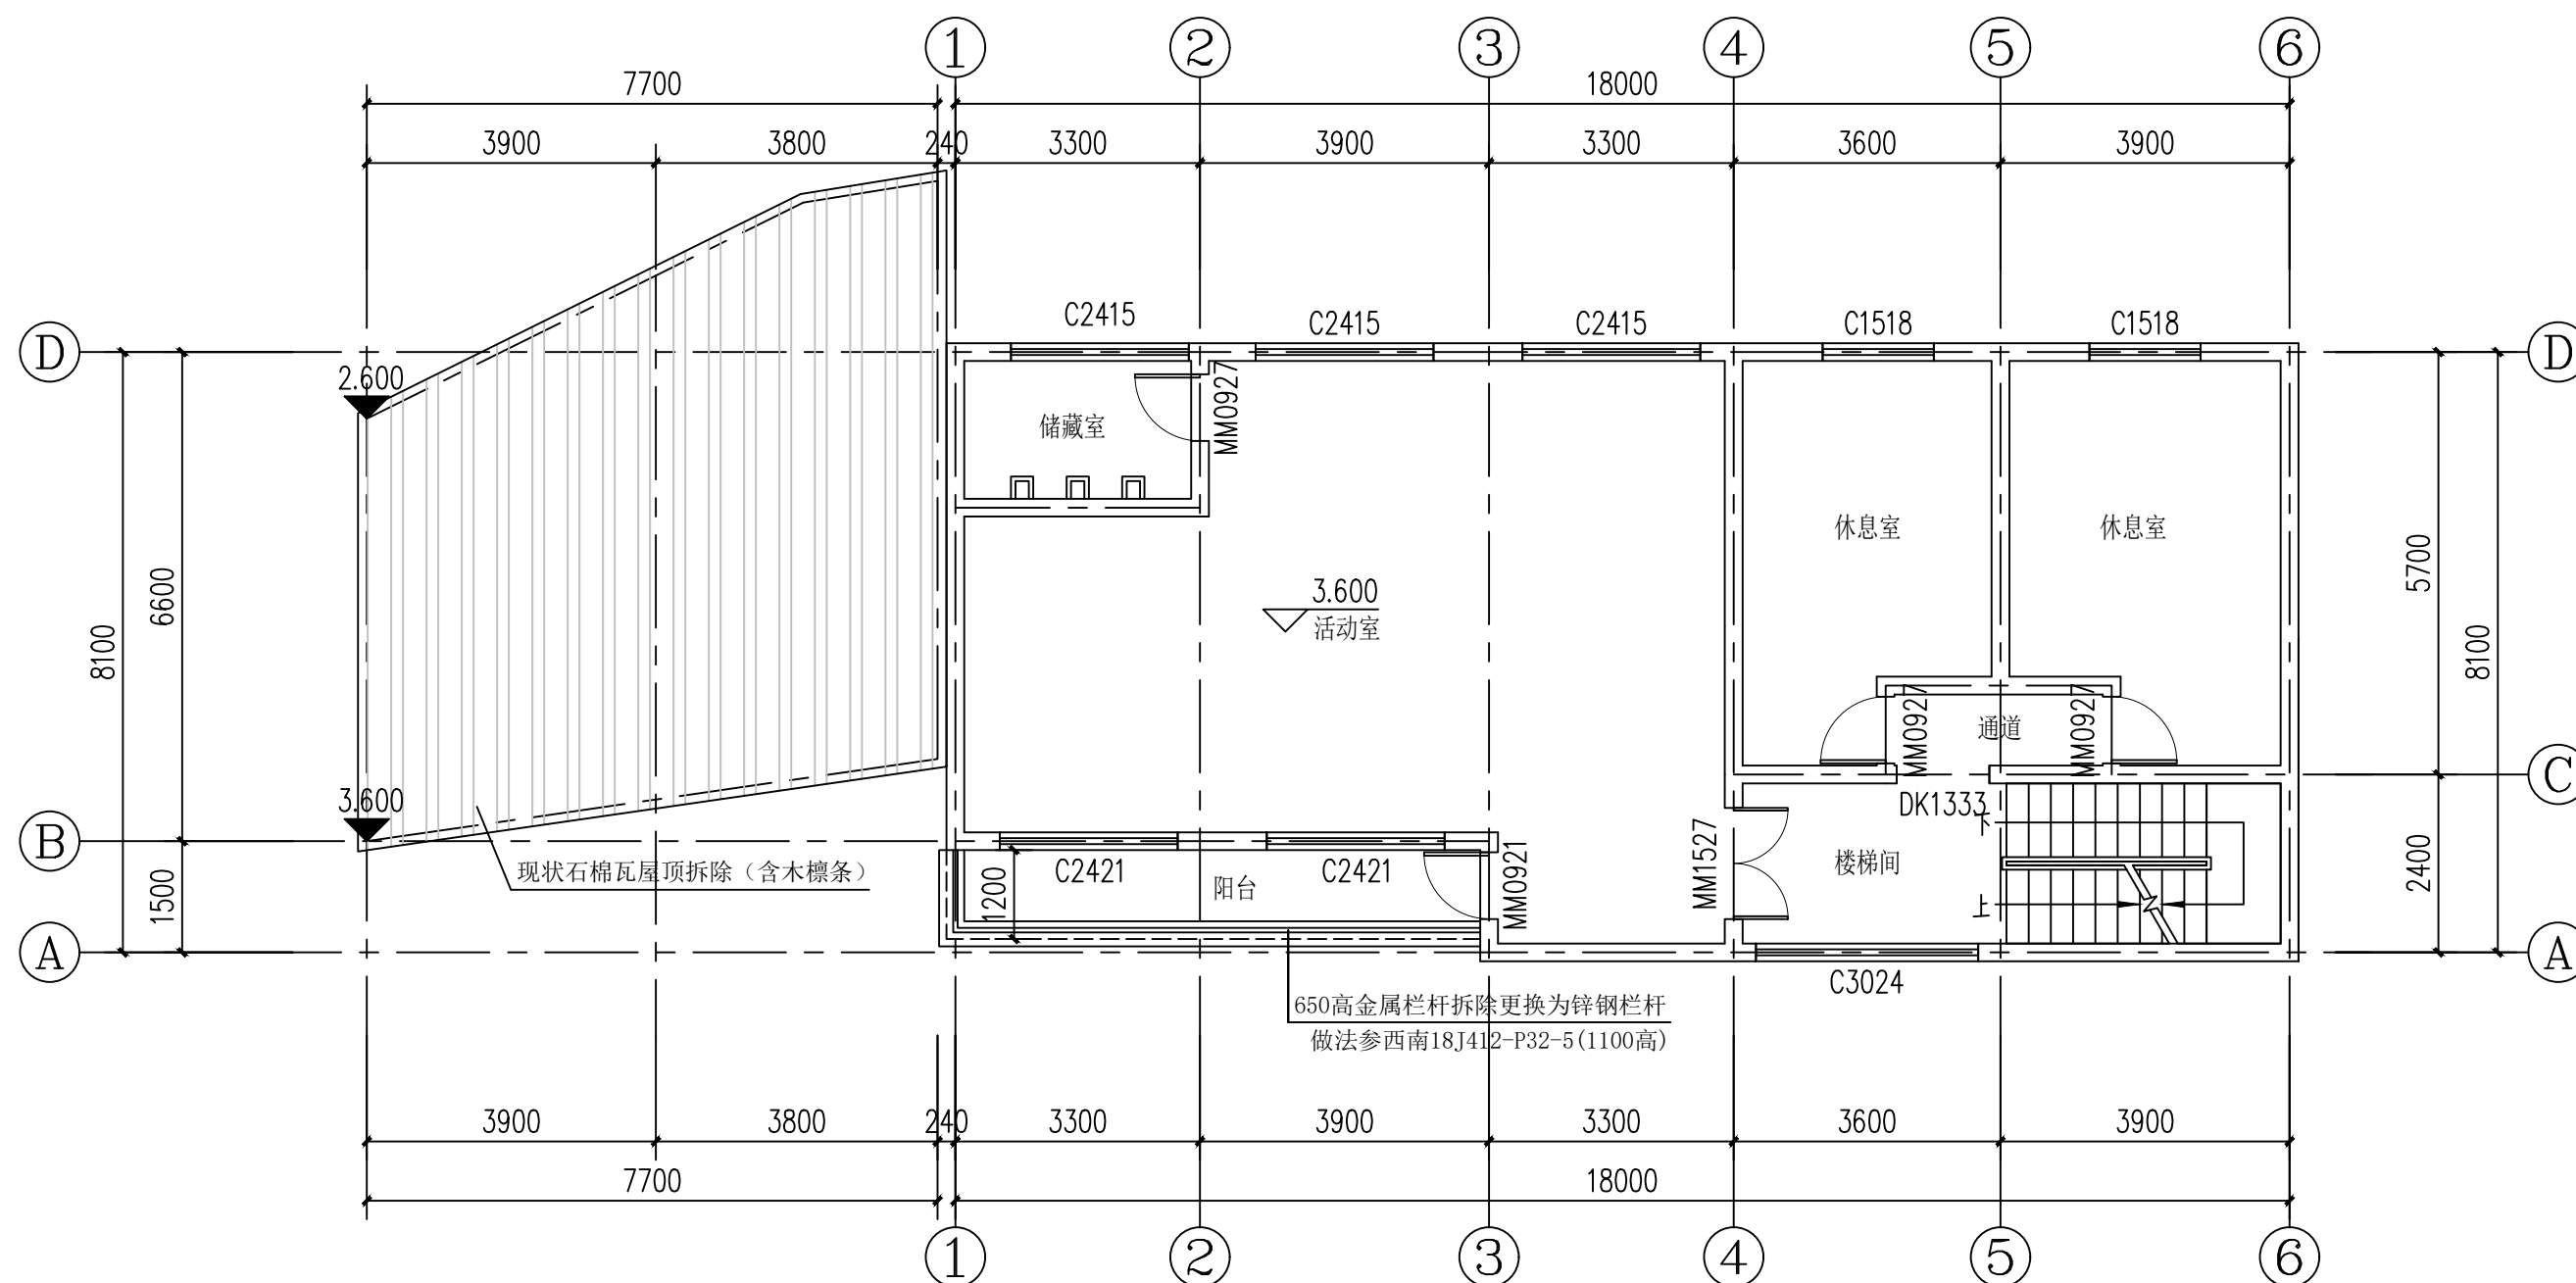 1 2 3 4 5 6
7700 18000
3900 3800 240 3300 3900 3300 3600 3900
C2415 C2415 C2415 C1518 C1518
D D
2.600
MM0927
储藏室
休息室 休息室
8100 6600 5700 8100
3.600
活动室
MM0927 MM0927
通道
C
3.600
DK1333
下
B
现状石棉瓦屋顶拆除（含木檩条）
C2421 C2421
阳台
1200
MM0921
MM1527
楼梯间
上
1500 2400
A A
C3024
650高金属栏杆拆除更换为锌钢栏杆
做法参西南18J412-P32-5(1100高)
3900 3800 240 3300 3900 3300 3600 3900
7700 18000
1 2 3 4 5 6